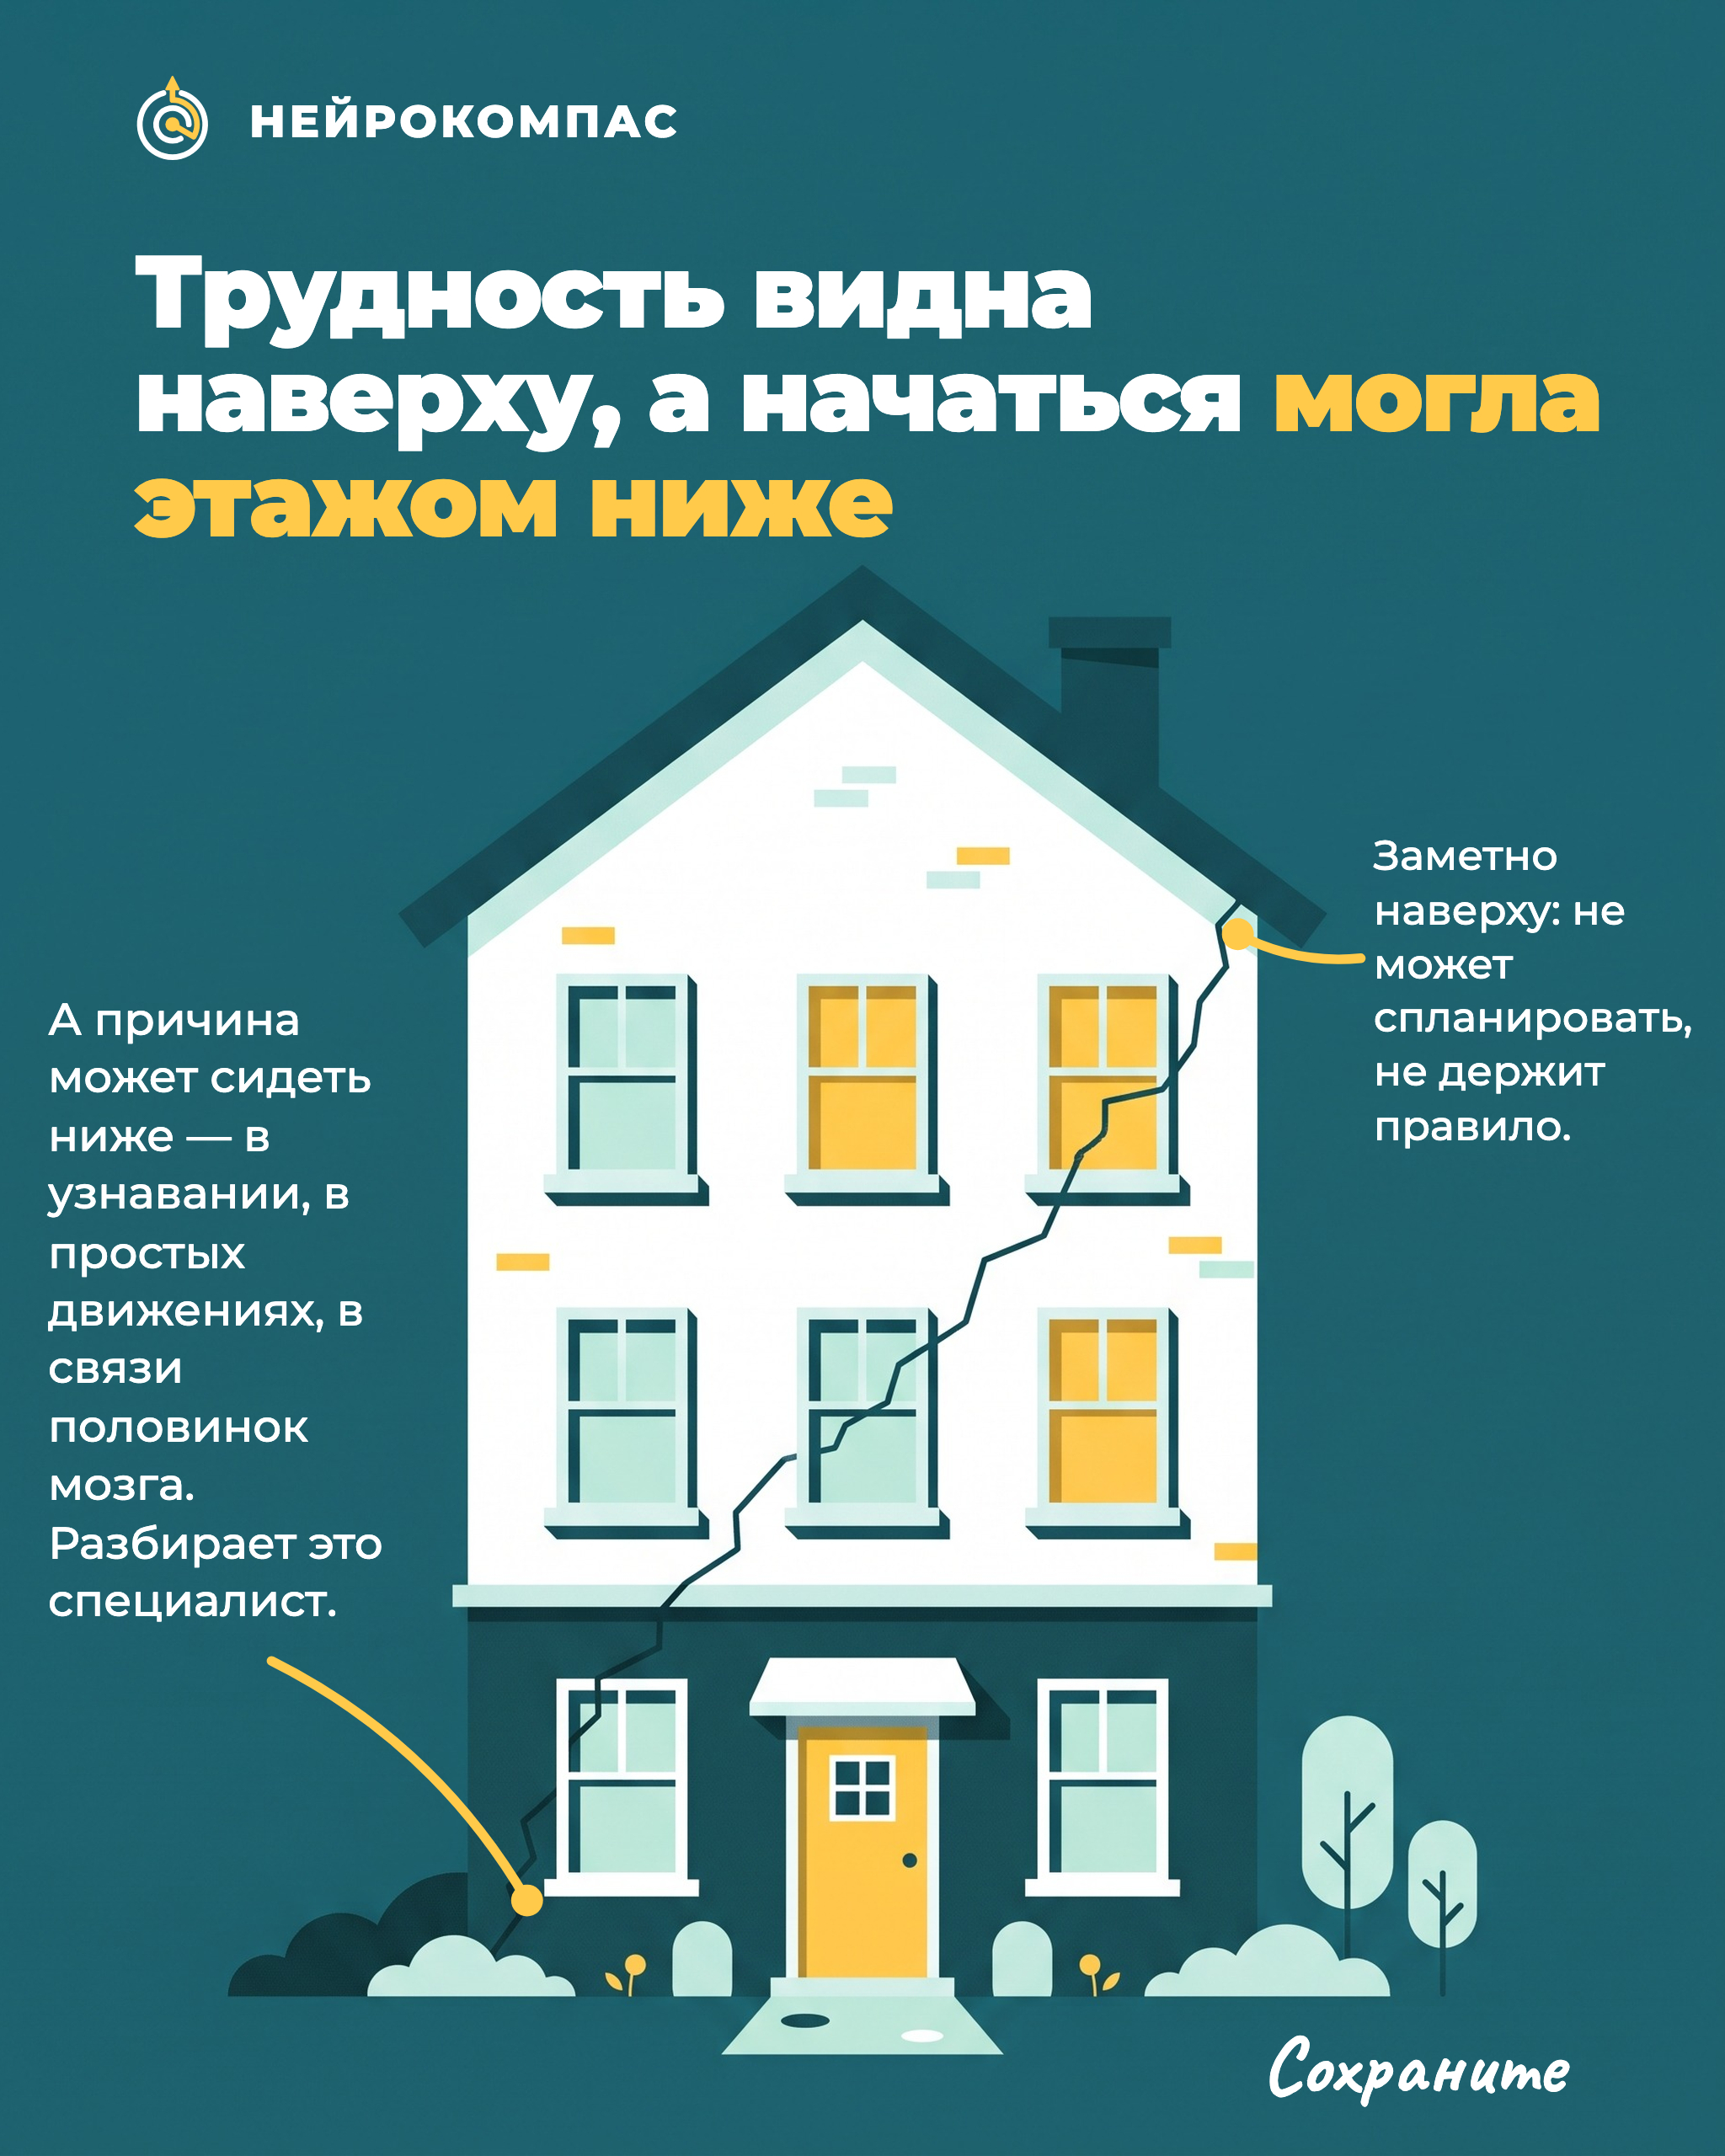 НЕЙРОКОМПАС
Трудность видна
наверху, а начаться могла
этажом ниже
Заметно
наверху: не
может
спланировать,
не держит
правило.
А причина
может сидеть
ниже — в
узнавании, в
простых
движениях, в
связи
половинок
мозга.
Разбирает это
специалист.
Сохраните